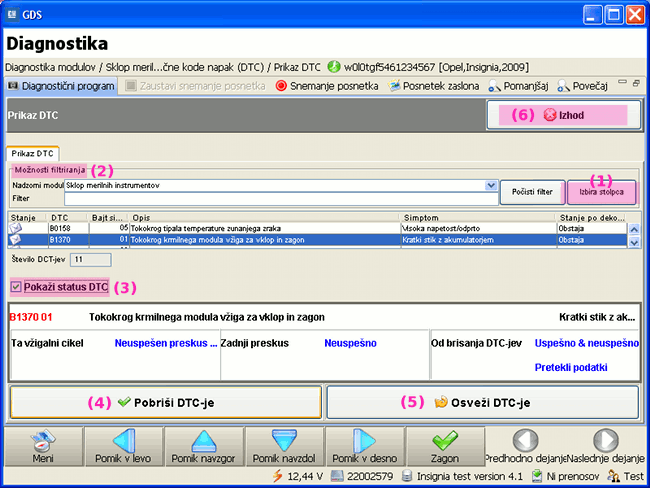 GDS
Diagnostika
Diagnostika modulov / Sklop meril...čne kode napak (DTC) / Prikaz DTC w0l0tgf5461234567 [Opel,Insignia,2009]
Diagnostični program Zaustavi snemanje posnetka Snemanje posnetka Posnetek zaslona Pomanjšaj Povečaj
Prikaz DTC (6) Izhod
Prikaz DTC
Možnosti filtriranja (2)
Nadzorni modul Sklop merilnih instrumentov
Filter
Počisti filter
(1) Izbira stolpca
Stanje DTC Bajt si... Opis Simptom Stanje po deko...
B0158 05 Tokokrog tipala temperature zunanjega zraka Visoka napetost/odprto Obstaja
B1370 01 Tokokrog krmilnega modula vžiga za vklop in zagon Kratki stik z akumulatorjem Obstaja
Število DCT-jev 11
Pokaži status DTC (3)
B1370 01 Tokokrog krmilnega modula vžiga za vklop in zagon Kratki stik z ak...
Ta vžigalni cikel Neuspešen preskus ... Zadnji preskus Neuspešno Od brisanja DTC-jev Uspešno & neuspešno
Pretekli podatki
(4) Pobriši DTC-je (5) Osveži DTC-je
Meni Pomik v levo Pomik navzgor Pomik navzdol Pomik v desno Zagon Predhodno dejanje Naslednje dejanje
12,44 V 22002579 Insignia test version 4.1 Ni prenosov Test